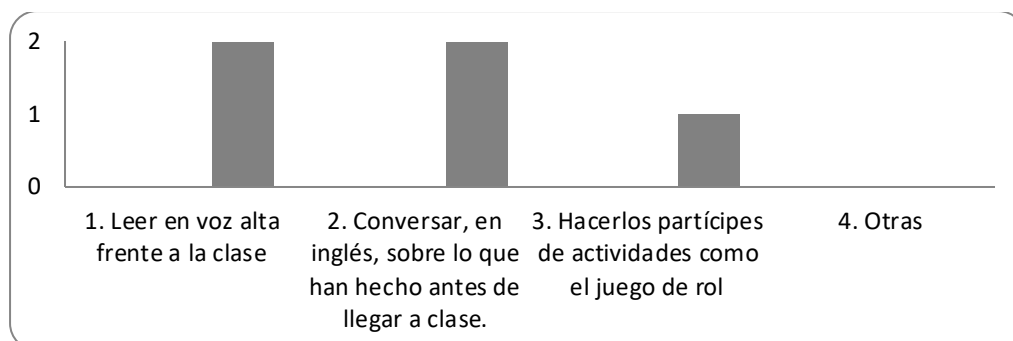 2
1
0
1. Leer en voz alta
frente a la clase
2. Conversar, en
inglés, sobre lo que
han hecho antes de
llegar a clase.
3. Hacerlos partícipes
de actividades como
el juego de rol
4. Otras